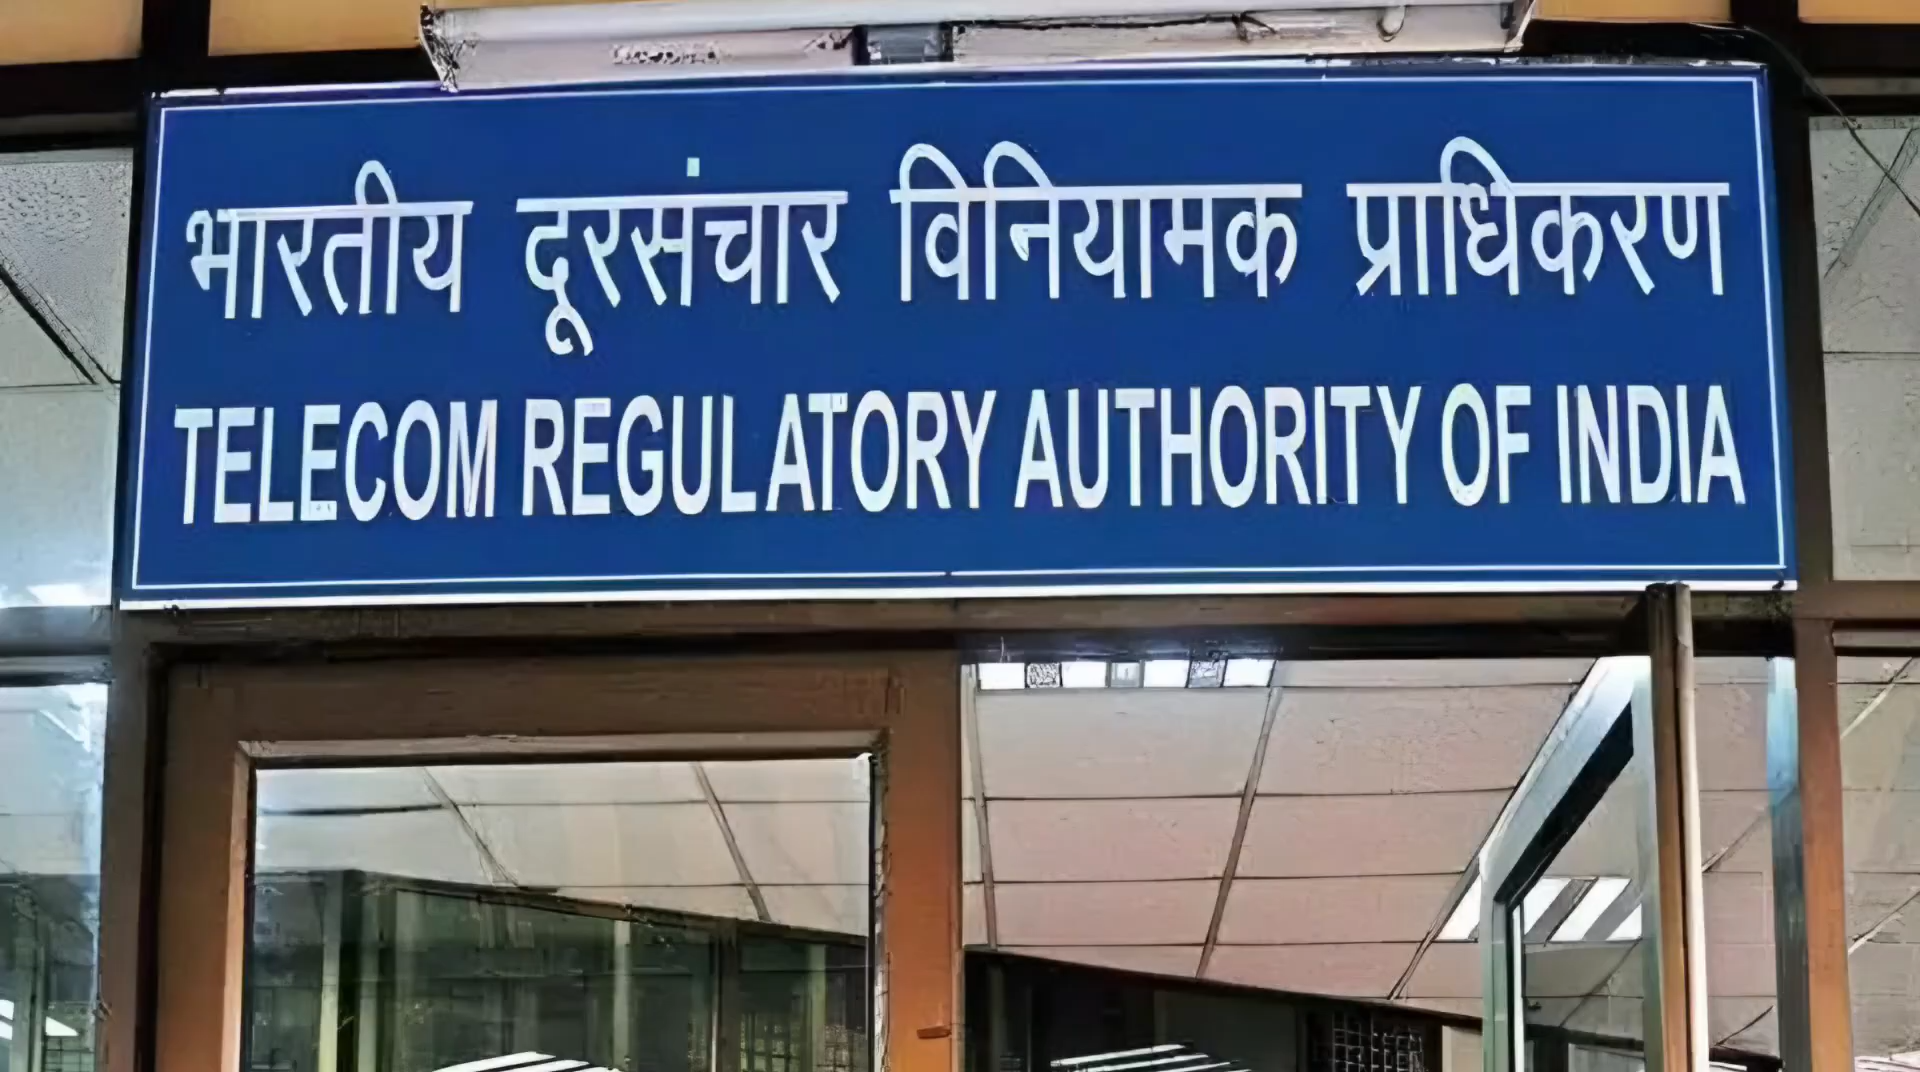 भारतीय दूरसंचार विनियामक प्राधिकरण
TELECOM REGULATORY AUTHORITY OF INDIA